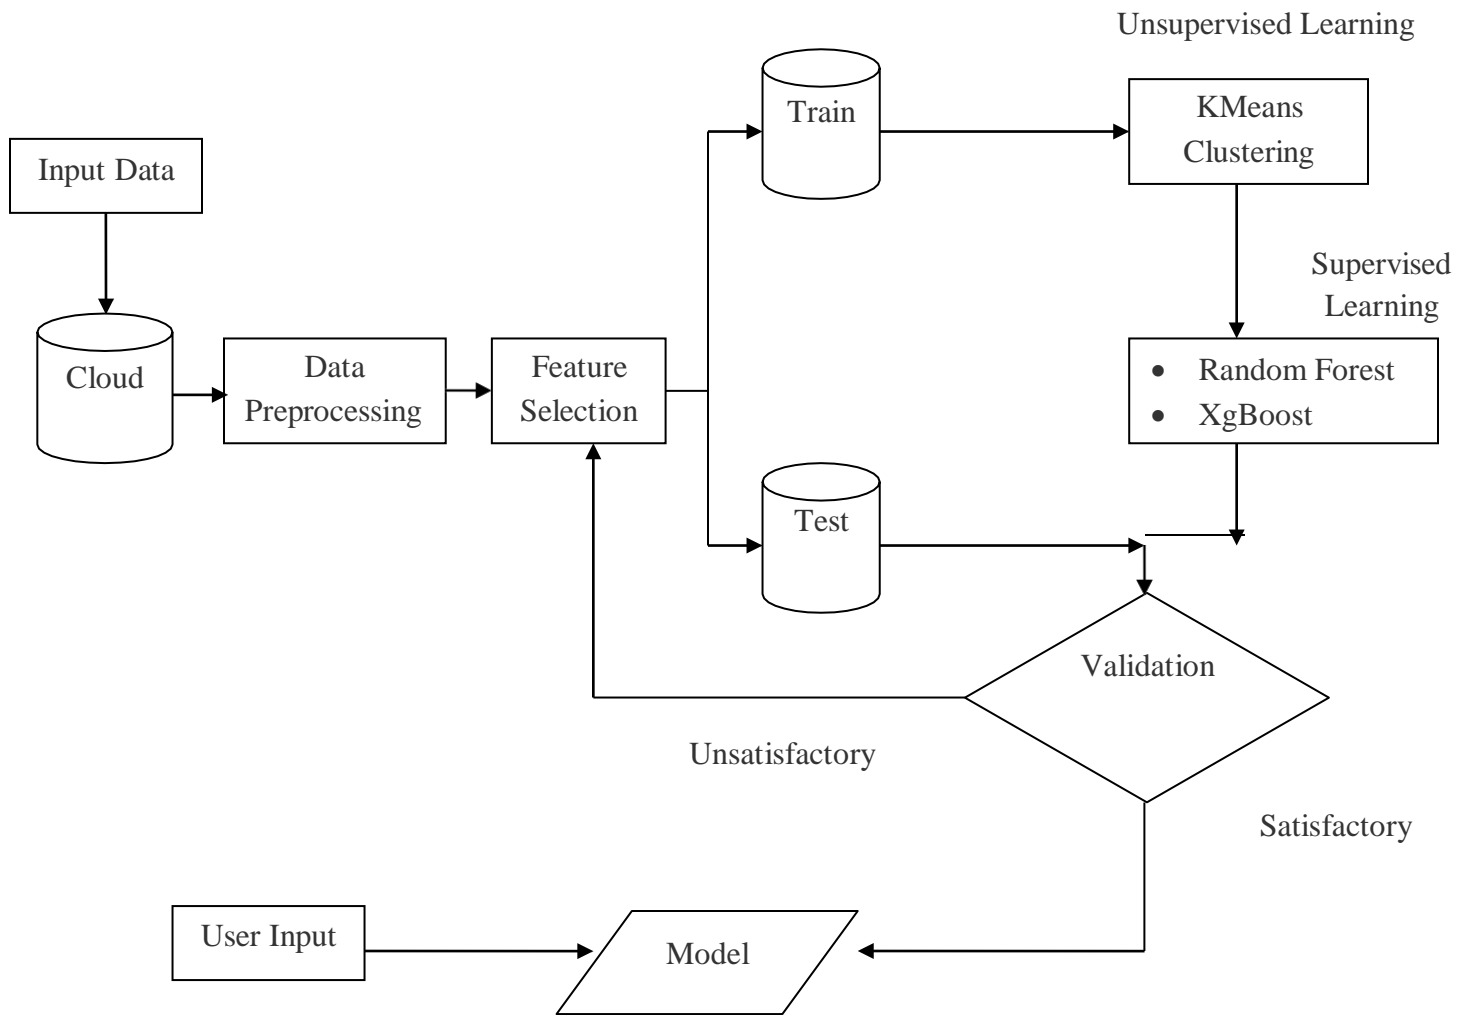 Unsupervised Learning
Train
KMeans
Clustering
Input Data
Supervised
Learning
Cloud
Data
Preprocessing
Feature
Selection
• Random Forest
• XgBoost
Test
Validation
Unsatisfactory
Satisfactory
User Input
Model